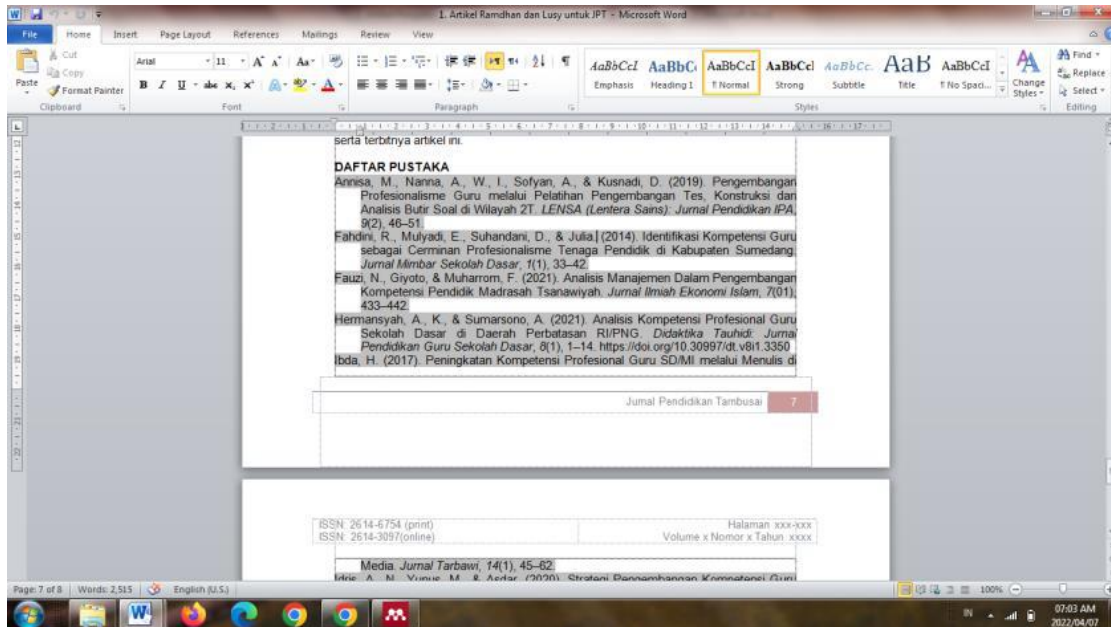 1. Artikel Ramdhan dan Lusy untuk JPT - Microsoft Word
File Home Insert Page Layout References Mailings Review View
Cut
Copy
Format Painter
Paste
Arial 11
Clipboard Font Paragraph Styles Editing
AaBbCcI AaBbC AaBbCcI AaBbCcI AaBbCc. AaB AaBbCcI
Emphasis Heading 1 ¶ Normal Strong Subtitle Title ¶ No Spaci...
Change Styles
Find
Replace
Select
serta terbitnya artikel ini.
DAFTAR PUSTAKA
Annisa, M., Nanna, A., W., I., Sofyan, A., & Kusnadi, D. (2019). Pengembangan
Profesionalisme Guru melalui Pelatihan Pengembangan Tes, Konstruksi dan
Analisis Butir Soal di Wilayah 2T. LENSA (Lentera Sains): Jurnal Pendidikan IPA,
9(2), 46–51.
Fahdini, R., Mulyadi, E., Suhandani, D., & Julia. (2014). Identifikasi Kompetensi Guru
sebagai Cerminan Profesionalisme Tenaga Pendidik di Kabupaten Sumedang.
Jurnal Mimbar Sekolah Dasar, 1(1), 33–42.
Fauzi, N., Giyoto, & Muharrom, F. (2021). Analisis Manajemen Dalam Pengembangan
Kompetensi Pendidik Madrasah Tsanawiyah. Jurnal Ilmiah Ekonomi Islam, 7(01),
433–442.
Hermansyah, A., K., & Sumarsono, A. (2021). Analisis Kompetensi Profesional Guru
Sekolah Dasar di Daerah Perbatasan RI/PNG. Didaktika Tauhidi: Jurnal
Pendidikan Guru Sekolah Dasar, 8(1), 1–14. https://doi.org/10.30997/dt.v8i1.3350
Ibda, H. (2017). Peningkatan Kompetensi Profesional Guru SD/MI melalui Menulis di
Jurnal Pendidikan Tambusai 7
ISSN: 2614-6754 (print) Halaman xxx-xxx
ISSN: 2614-3097(online) Volume x Nomor x Tahun xxxx
Media. Jurnal Tarbawi, 14(1), 45–62.
Idris, A., N., Yunus, M., & Asdar. (2020). Strategi Pengembangan Kompetensi Guru
Page: 7 of 8 Words: 2,515 English (U.S.) 100%
IN 07:03 AM
2022/04/07